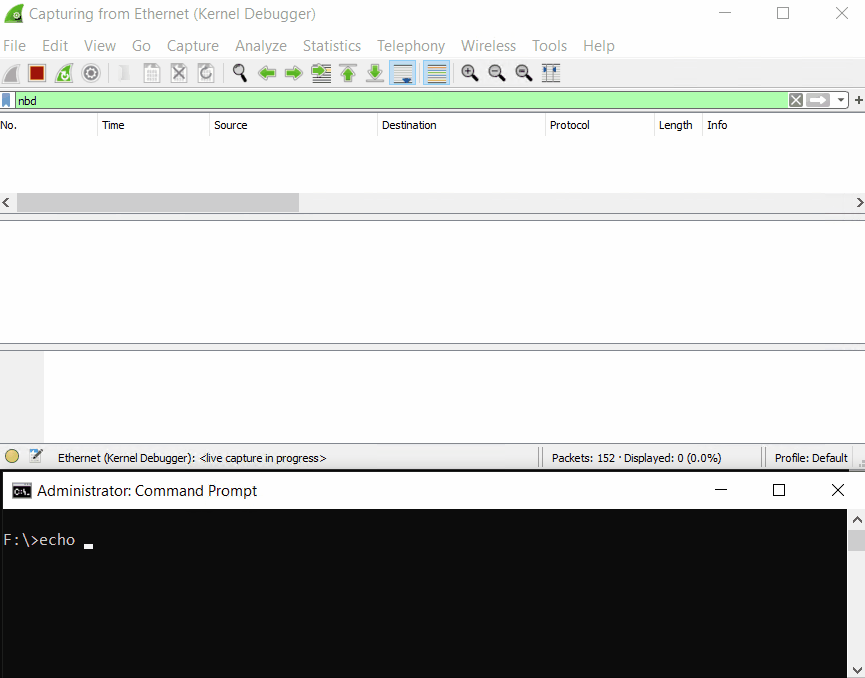 Capturing from Ethernet (Kernel Debugger)
File Edit View Go Capture Analyze Statistics Telephony Wireless Tools Help
nbd
No. Time Source Destination Protocol Length Info
Ethernet (Kernel Debugger): <live capture in progress> Packets: 152 · Displayed: 0 (0.0%) Profile: Default
Administrator: Command Prompt
F:\>echo